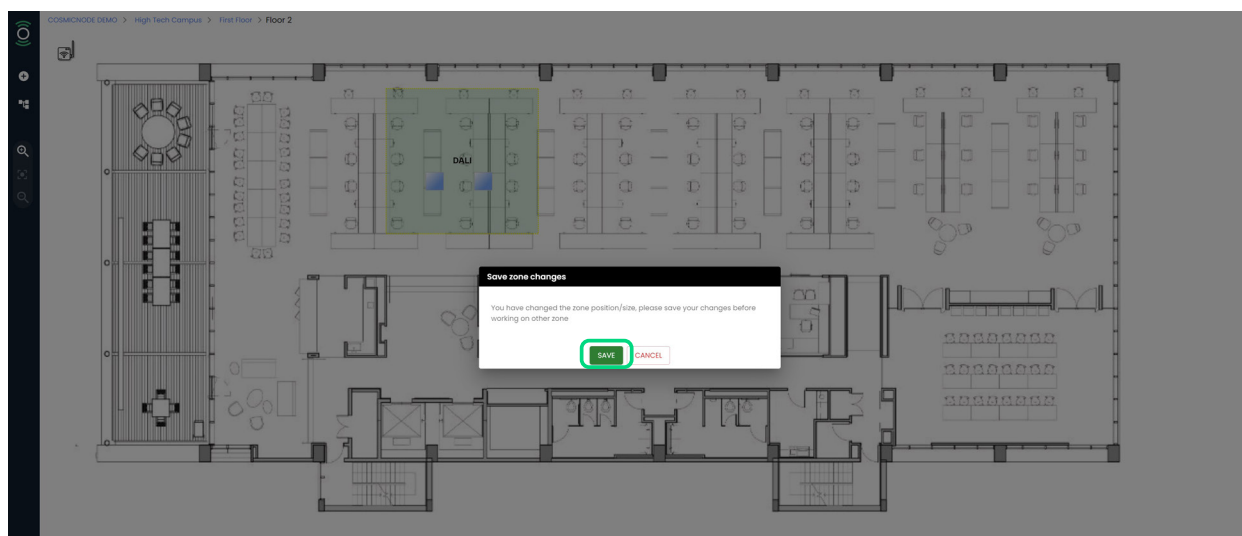 COSMICNODE DEMO > High Tech Campus > First Floor > Floor 2
DALI
Save zone changes
You have changed the zone position/size, please save your changes before
working on other zone
SAVE
CANCEL